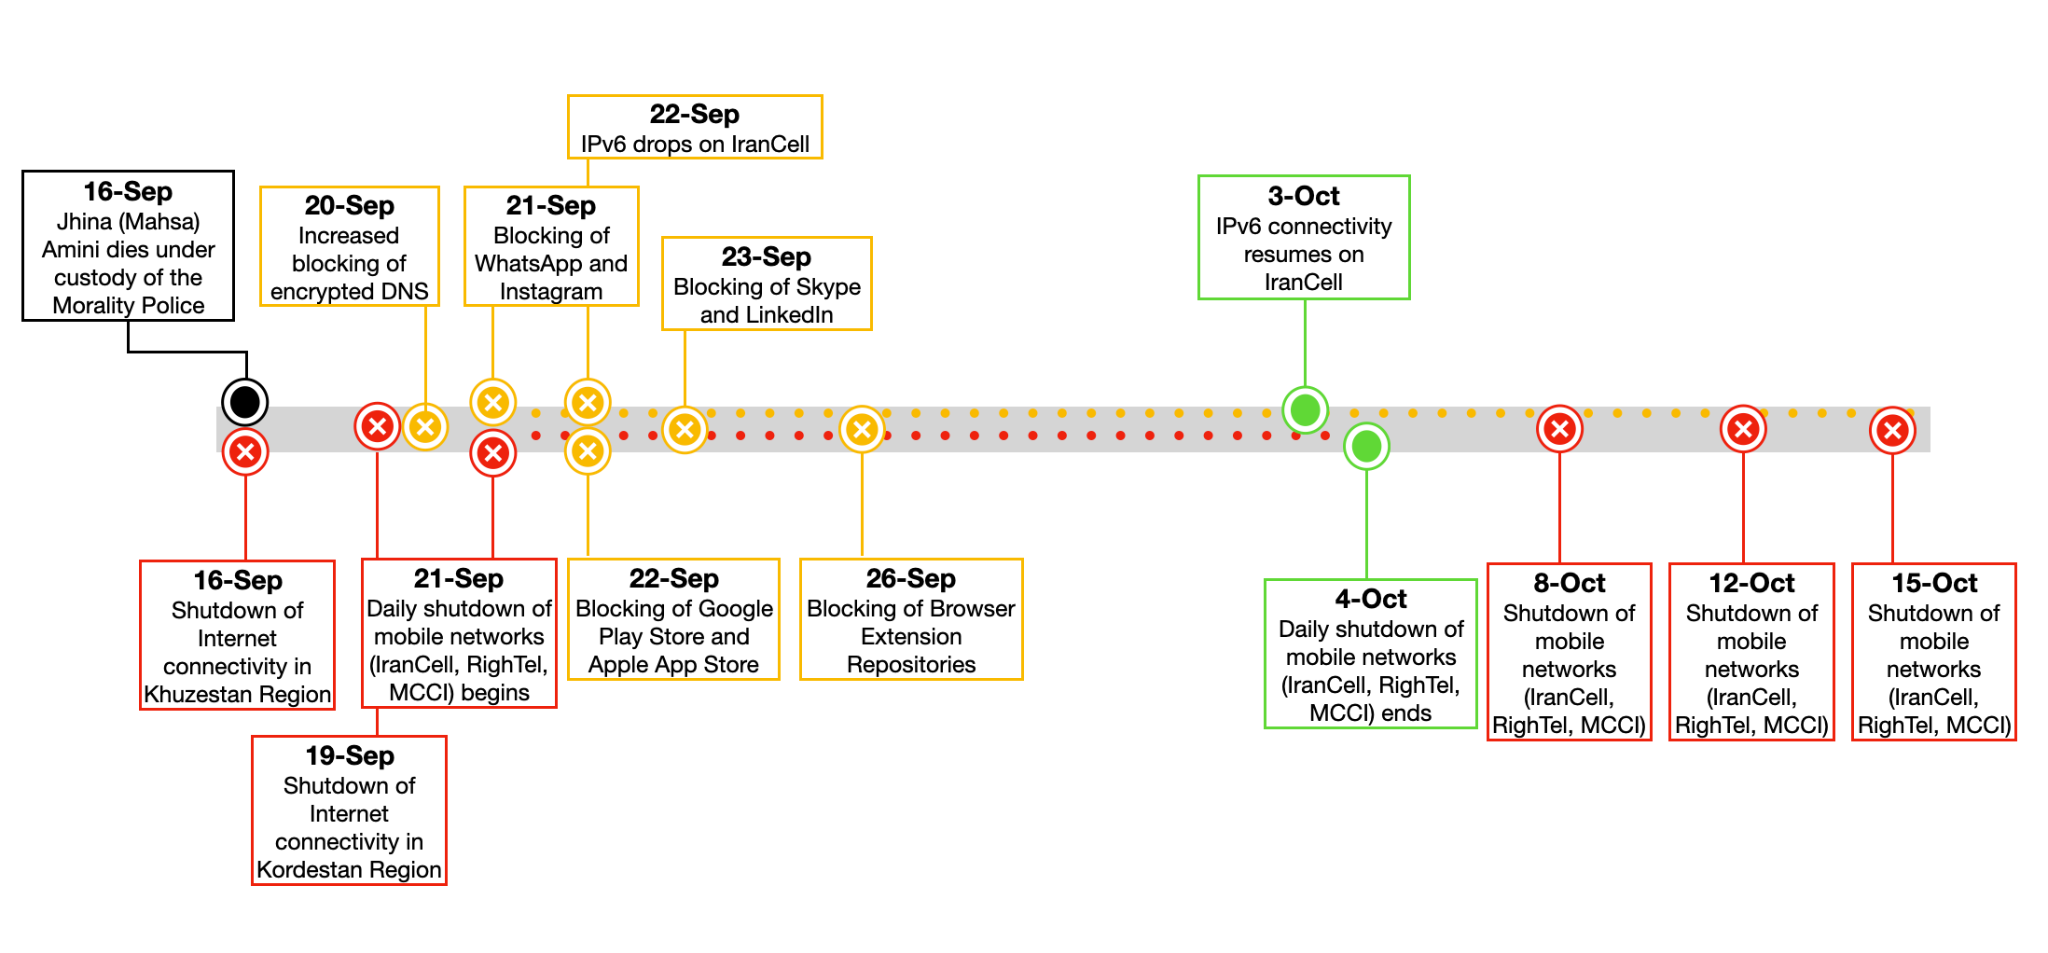 22-Sep
IPv6 drops on IranCell
16-Sep
Jhina (Mahsa)
Amini dies under
custody of the
Morality Police
20-Sep
Increased
blocking of
encrypted DNS
21-Sep
Blocking of
WhatsApp and
Instagram
23-Sep
Blocking of Skype
and LinkedIn
3-Oct
IPv6 connectivity
resumes on
IranCell
16-Sep
Shutdown of
Internet
connectivity in
Khuzestan Region
21-Sep
Daily shutdown of
mobile networks
(IranCell, RighTel,
MCCI) begins
22-Sep
Blocking of Google
Play Store and
Apple App Store
26-Sep
Blocking of Browser
Extension
Repositories
4-Oct
Daily shutdown of
mobile networks
(IranCell, RighTel,
MCCI) ends
8-Oct
Shutdown of
mobile
networks
(IranCell,
RighTel, MCCI)
12-Oct
Shutdown of
mobile
networks
(IranCell,
RighTel, MCCI)
15-Oct
Shutdown of
mobile
networks
(IranCell,
RighTel, MCCI)
19-Sep
Shutdown of
Internet
connectivity in
Kordestan Region